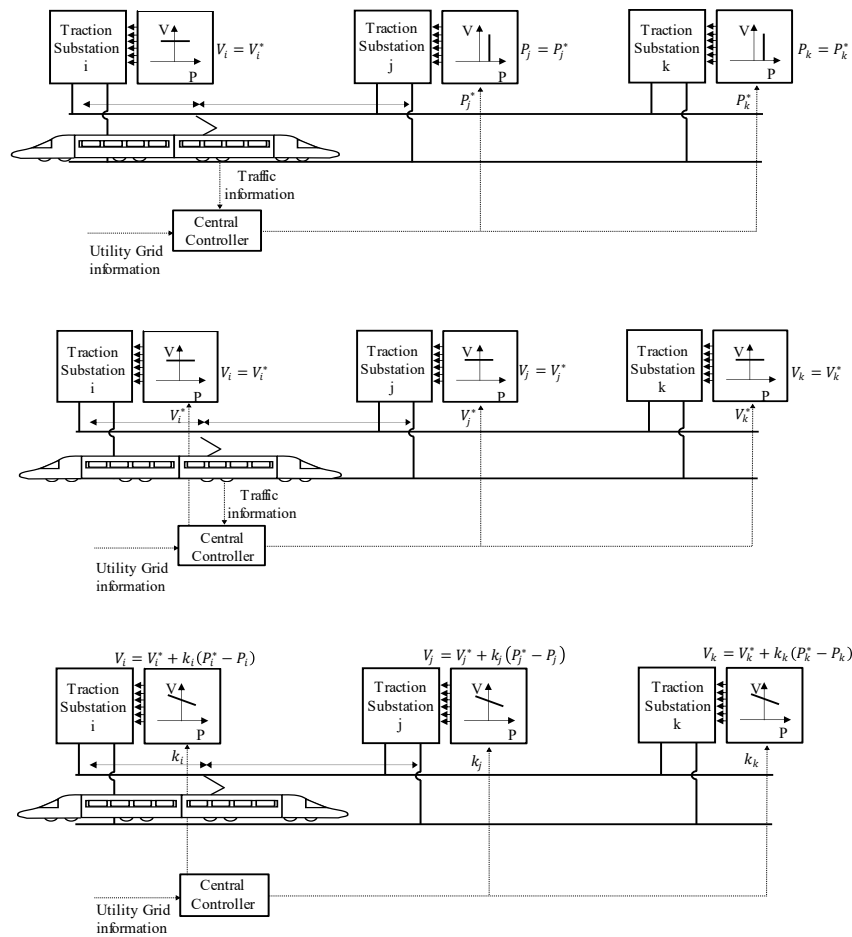 Traction
Substation
i
V
P
V_i = V_i^*
Traction
Substation
j
V
P
P_j = P_j^*
Traction
Substation
k
V
P
P_k = P_k^*
P_j^*
P_k^*
Traffic
information
Central
Controller
Utility Grid
information
Traction
Substation
i
V
P
V_i = V_i^*
Traction
Substation
j
V
P
V_j = V_j^*
Traction
Substation
k
V
P
V_k = V_k^*
V_i^*
V_j^*
V_k^*
Traffic
information
Central
Controller
Utility Grid
information
V_i = V_i^* + k_i(P_i^* − P_i)
V_j = V_j^* + k_j(P_j^* − P_j)
V_k = V_k^* + k_k(P_k^* − P_k)
Traction
Substation
i
V
P
Traction
Substation
j
V
P
Traction
Substation
k
V
P
k_i
k_j
k_k
Central
Controller
Utility Grid
information